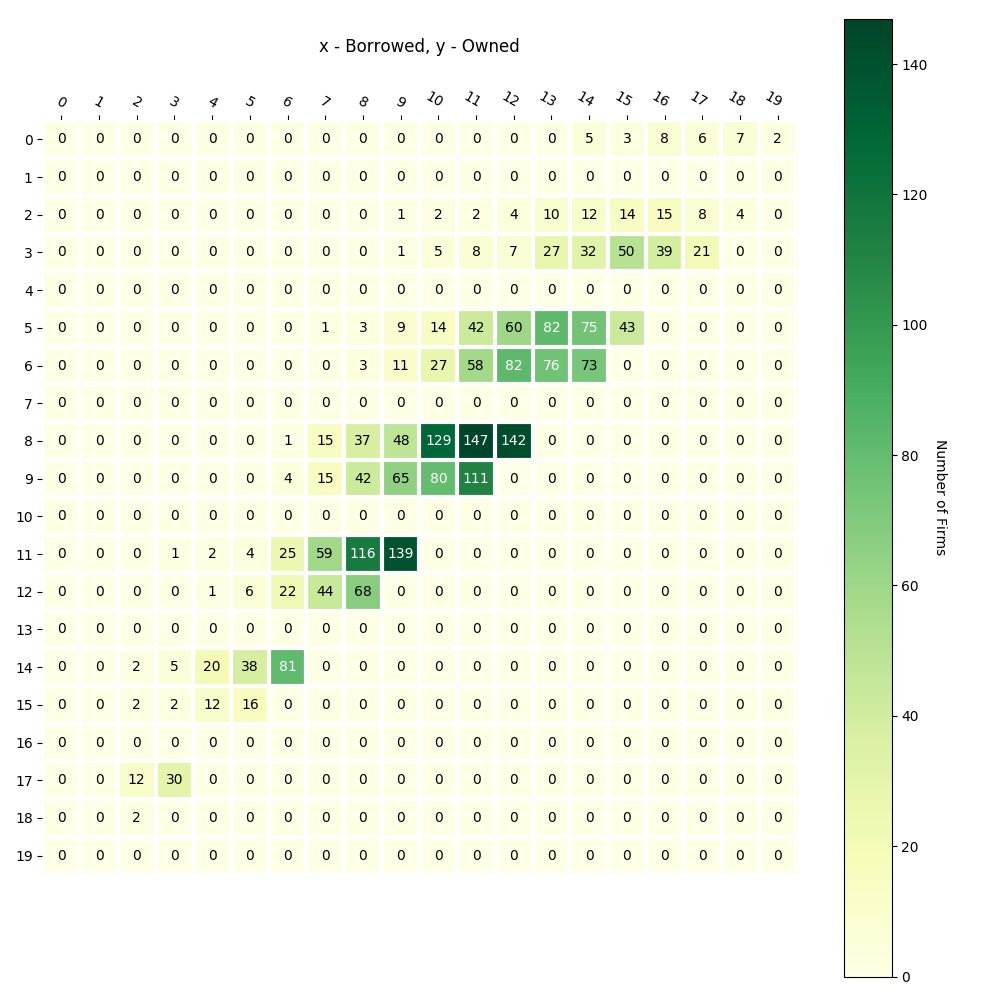 x - Borrowed, y - Owned
0 1 2 3 4 5 6 7 8 9 10 11 12 13 14 15 16 17 18 19
0 0 0 0 0 0 0 0 0 0 0 0 0 0 0 5 3 8 6 7 2
1 0 0 0 0 0 0 0 0 0 0 0 0 0 0 0 0 0 0 0 0
2 0 0 0 0 0 0 0 0 0 1 2 2 4 10 12 14 15 8 4 0
3 0 0 0 0 0 0 0 0 0 1 5 8 7 27 32 50 39 21 0 0
4 0 0 0 0 0 0 0 0 0 0 0 0 0 0 0 0 0 0 0 0
5 0 0 0 0 0 0 0 1 3 9 14 42 60 82 75 43 0 0 0 0
6 0 0 0 0 0 0 0 0 3 11 27 58 82 76 73 0 0 0 0 0
7 0 0 0 0 0 0 0 0 0 0 0 0 0 0 0 0 0 0 0 0
8 0 0 0 0 0 0 1 15 37 48 129 147 142 0 0 0 0 0 0 0
9 0 0 0 0 0 0 4 15 42 65 80 111 0 0 0 0 0 0 0 0
10 0 0 0 0 0 0 0 0 0 0 0 0 0 0 0 0 0 0 0 0
11 0 0 0 1 2 4 25 59 116 139 0 0 0 0 0 0 0 0 0 0
12 0 0 0 0 1 6 22 44 68 0 0 0 0 0 0 0 0 0 0 0
13 0 0 0 0 0 0 0 0 0 0 0 0 0 0 0 0 0 0 0 0
14 0 0 2 5 20 38 81 0 0 0 0 0 0 0 0 0 0 0 0 0
15 0 0 2 2 12 16 0 0 0 0 0 0 0 0 0 0 0 0 0 0
16 0 0 0 0 0 0 0 0 0 0 0 0 0 0 0 0 0 0 0 0
17 0 0 12 30 0 0 0 0 0 0 0 0 0 0 0 0 0 0 0 0
18 0 0 2 0 0 0 0 0 0 0 0 0 0 0 0 0 0 0 0 0
19 0 0 0 0 0 0 0 0 0 0 0 0 0 0 0 0 0 0 0 0
140
120
100
80
60
40
20
0
Number of Firms